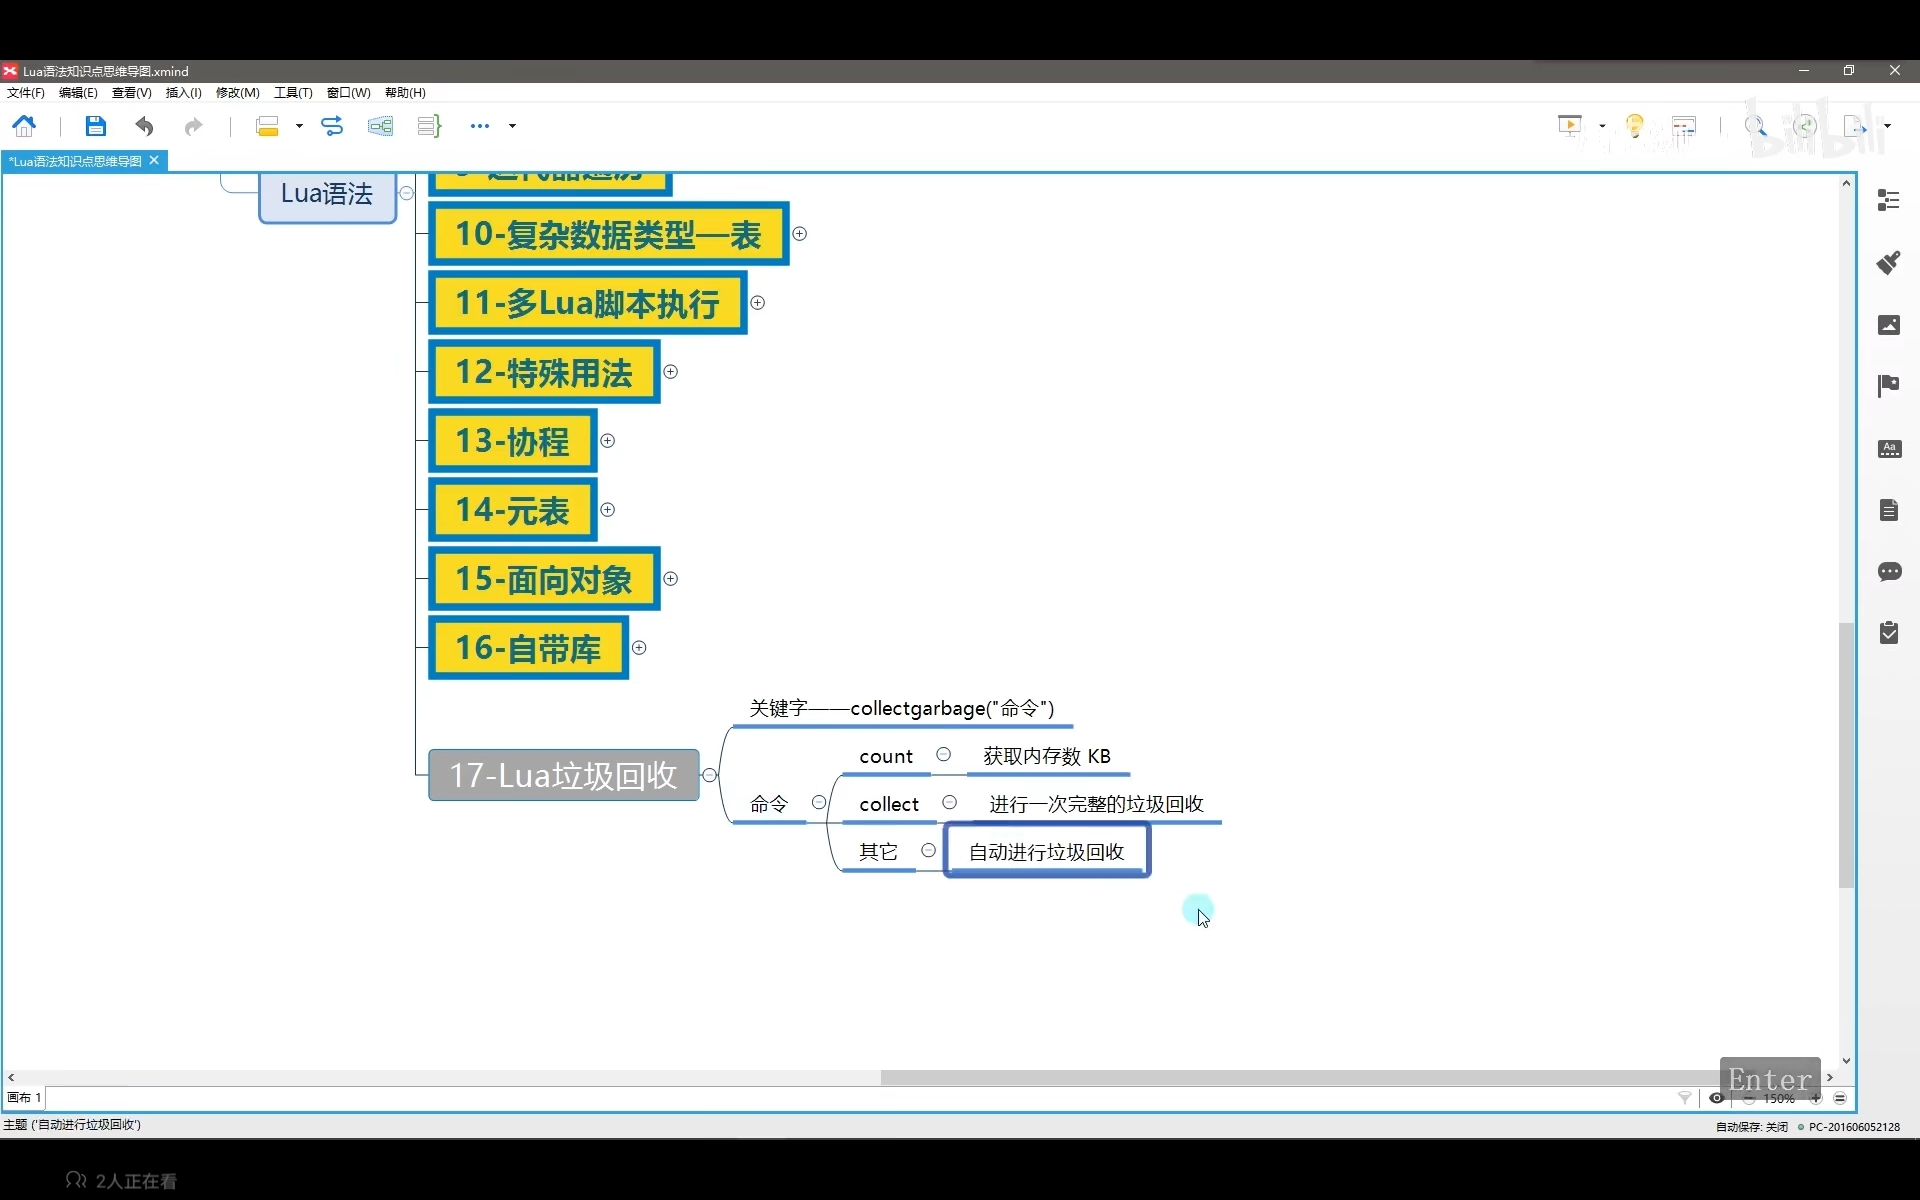 Lua语法知识点思维导图.xmind
文件(F) 编辑(E) 查看(V) 插入(I) 修改(M) 工具(T) 窗口(W) 帮助(H)
bilibili
*Lua语法知识点思维导图
Lua语法
10-复杂数据类型—表
11-多Lua脚本执行
12-特殊用法
13-协程
14-元表
15-面向对象
16-自带库
17-Lua垃圾回收
关键字——collectgarbage("命令")
命令
count 获取内存数 KB
collect 进行一次完整的垃圾回收
其它 自动进行垃圾回收
Aa
Enter
画布 1
150%
主题 ('自动进行垃圾回收')
自动保存: 关闭 PC-201606052128
2人正在看